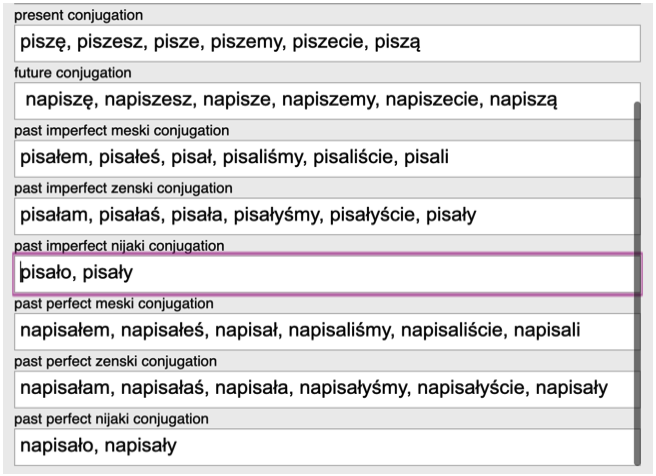 present conjugation
piszę, piszesz, pisze, piszemy, piszecie, piszą
future conjugation
napiszę, napiszesz, napisze, napiszemy, napiszecie, napiszą
past imperfect meski conjugation
pisałem, pisałeś, pisał, pisaliśmy, pisaliście, pisali
past imperfect zenski conjugation
pisałam, pisałaś, pisała, pisałyśmy, pisałyście, pisały
past imperfect nijaki conjugation
pisało, pisały
past perfect meski conjugation
napisałem, napisałeś, napisał, napisaliśmy, napisaliście, napisali
past perfect zenski conjugation
napisałam, napisałaś, napisała, napisałyśmy, napisałyście, napisały
past perfect nijaki conjugation
napisało, napisały